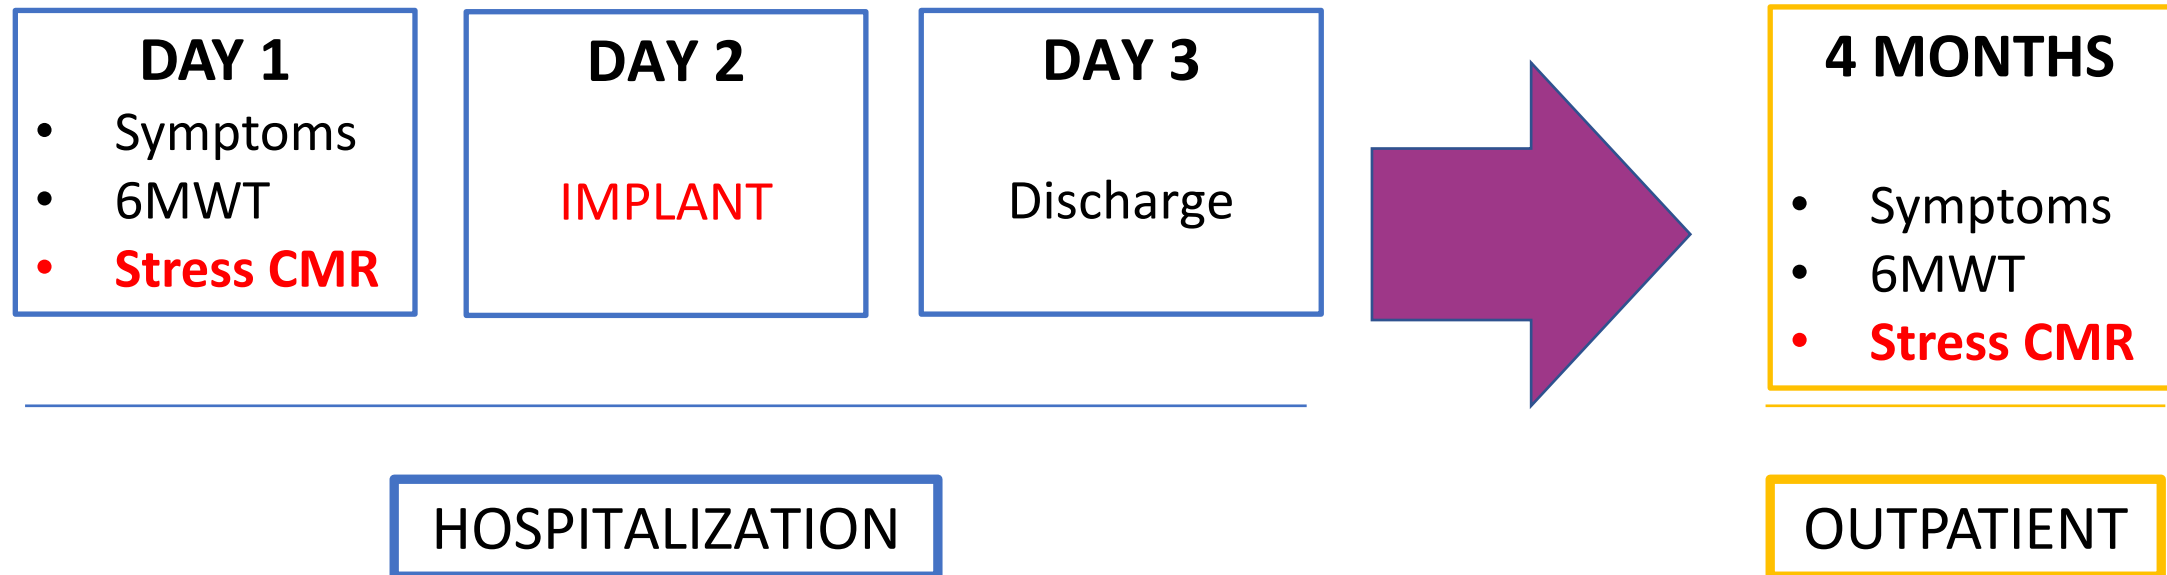 DAY 1
• Symptoms
• 6MWT
• Stress CMR
DAY 2
IMPLANT
DAY 3
Discharge
4 MONTHS
• Symptoms
• 6MWT
• Stress CMR
HOSPITALIZATION
OUTPATIENT